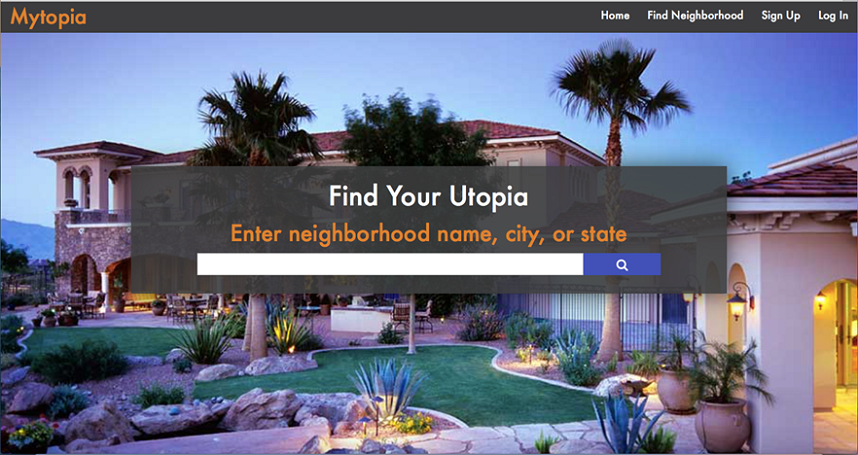 Mytopia
Home Find Neighborhood Sign Up Log In
Find Your Utopia
Enter neighborhood name, city, or state